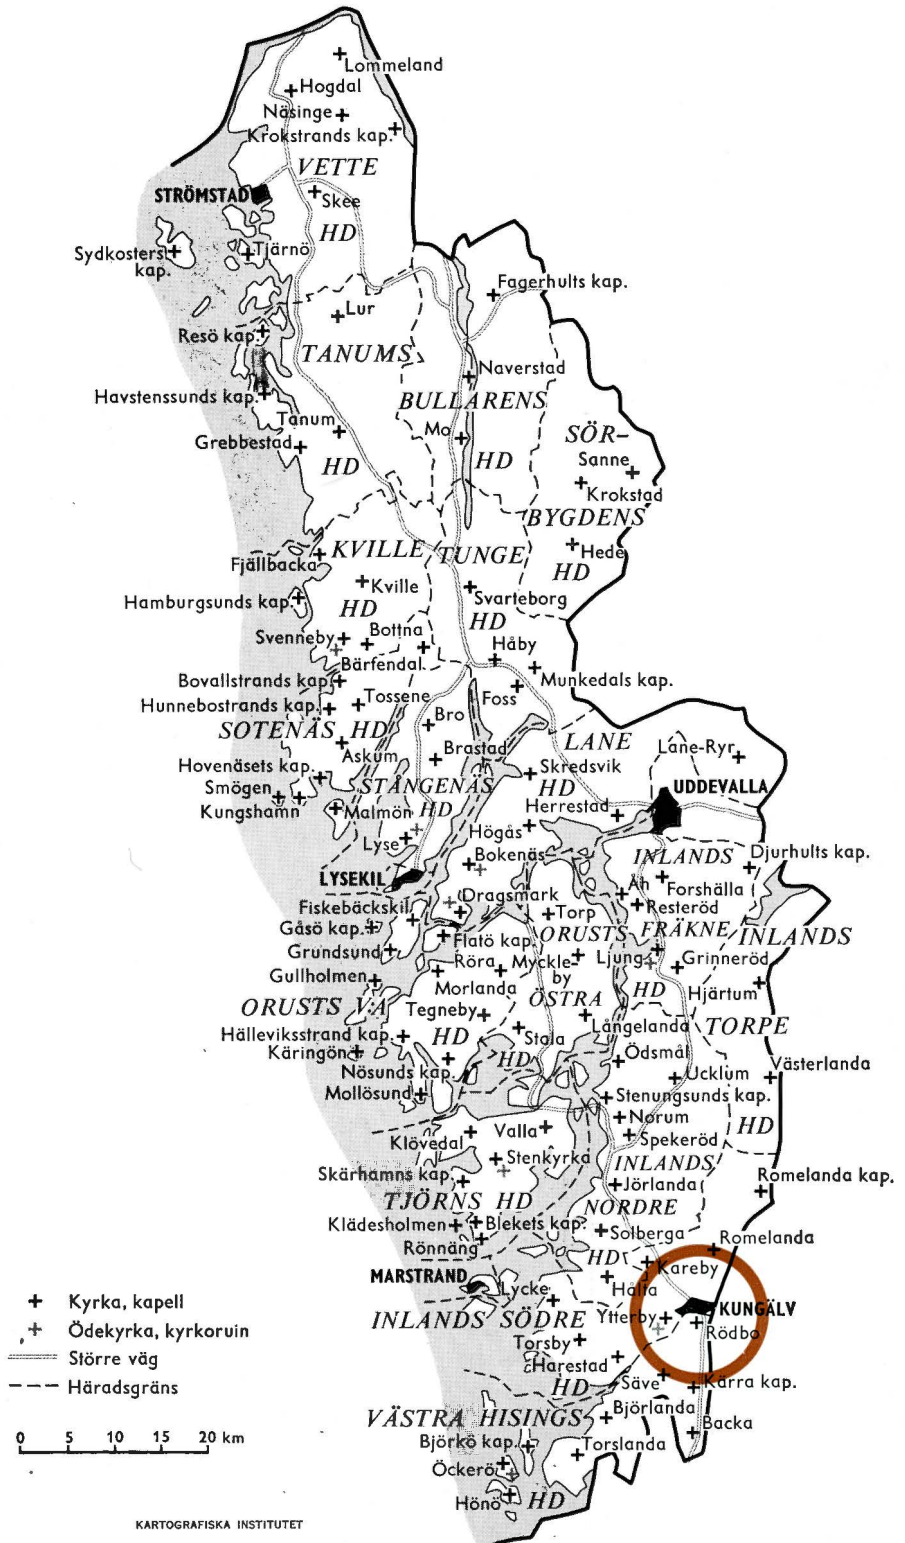 Lommeland
Hogdal
Näsinge
Krokstrands kap.
VETTE
STRÖMSTAD
Skee
HD
Sydkosters
kap.
Tjärnö
Fagerhults kap.
Lur
Resö kap.
TANUMS
Naverstad
Havstenssunds kap.
BULLARENS
Tanum
Mo
SÖR-
Grebbestad
Sanne
HD
HD
Krokstad
BYGDENS
KVILLE
TUNGE
Hede
Fjällbacka
HD
Kville
Svarteborg
Hamburgsunds kap.
HD
HD
Svenneby
Bottna
Håby
Bärfendal
Bovallstrands kap.
Munkedals kap.
Hunnebostrands kap.
Tossene
Foss
SOTENÄS HD
Bro
LANE
Askum
Brastad
Lane-Ryr
Hovenäsets kap.
Skredsvik
STÅNGENÄS
HD
UDDEVALLA
Smögen
Kungshamn
Malmön
HD
Herrestad
Högås
Lyse
Bokenäs
INLANDS
Djurhults kap.
LYSEKIL
Åh
Forshälla
Dragsmark
Resteröd
Fiskebäckskil
Torp
Gåsö kap.
Flatö kap.
ORUSTS
FRÄKNE
INLANDS
Grundsund
Ljung
Röra
Myckle-
by
Grinneröd
Gullholmen
Morlanda
HD
Hjärtum
ORUSTS VA
ÖSTRA
Tegneby
Långelanda
TORPE
Hälleviksstrand kap.
HD
Stala
Käringön
HD
Ödsmål
Nösunds kap.
Ucklum
Västerlanda
Mollösund
Stenungsunds kap.
Norum
HD
Klövedal
Valla
Spekeröd
Stenkyrka
INLANDS
Skärhamns kap.
Jörlanda
Romelanda kap.
TJÖRNS HD
NORDRE
Klädesholmen
Blekets kap.
Solberga
Romelanda
Rönnäng
HD
Kareby
MARSTRAND
Lycke
Hålta
INLANDS SÖDRE
Ytterby
KUNGÄLV
Rödbo
Torsby
Harestad
HD
Säve
Kärra kap.
VÄSTRA HISINGS
Björlanda
Backa
Björkö kap.
Torslanda
Öckerö
Hönö
HD
Kyrka, kapell
Ödekyrka, kyrkoruin
Större väg
Häradsgräns
0 5 10 15 20 km
KARTOGRAFISKA INSTITUTET